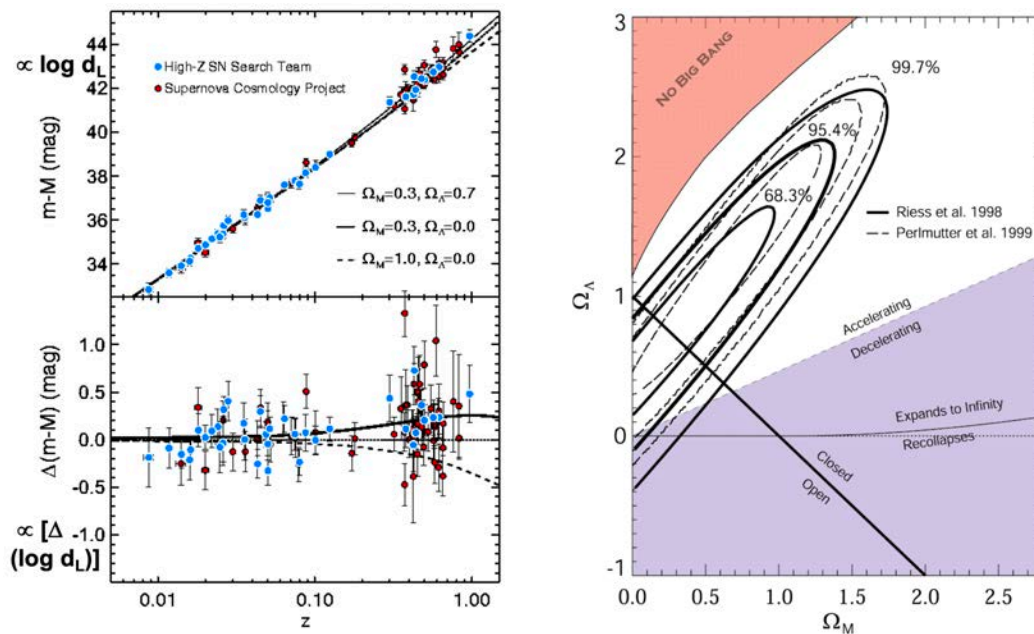 ∝ log d_L
m-M (mag)
44
42
40
38
36
34
High-Z SN Search Team
Supernova Cosmology Project
Ω_M=0.3, Ω_Λ=0.7
Ω_M=0.3, Ω_Λ=0.0
Ω_M=1.0, Ω_Λ=0.0
Δ(m-M) (mag)
1.0
0.5
0.0
-0.5
-1.0
∝ [Δ
(log d_L)]
0.01
0.10
1.00
z
3
2
1
0
-1
Ω_Λ
No Big Bang
99.7%
95.4%
68.3%
Riess et al. 1998
Perlmutter et al. 1999
Accelerating
Decelerating
Expands to Infinity
Recollapses
Closed
Open
0.0
0.5
1.0
1.5
2.0
2.5
Ω_M